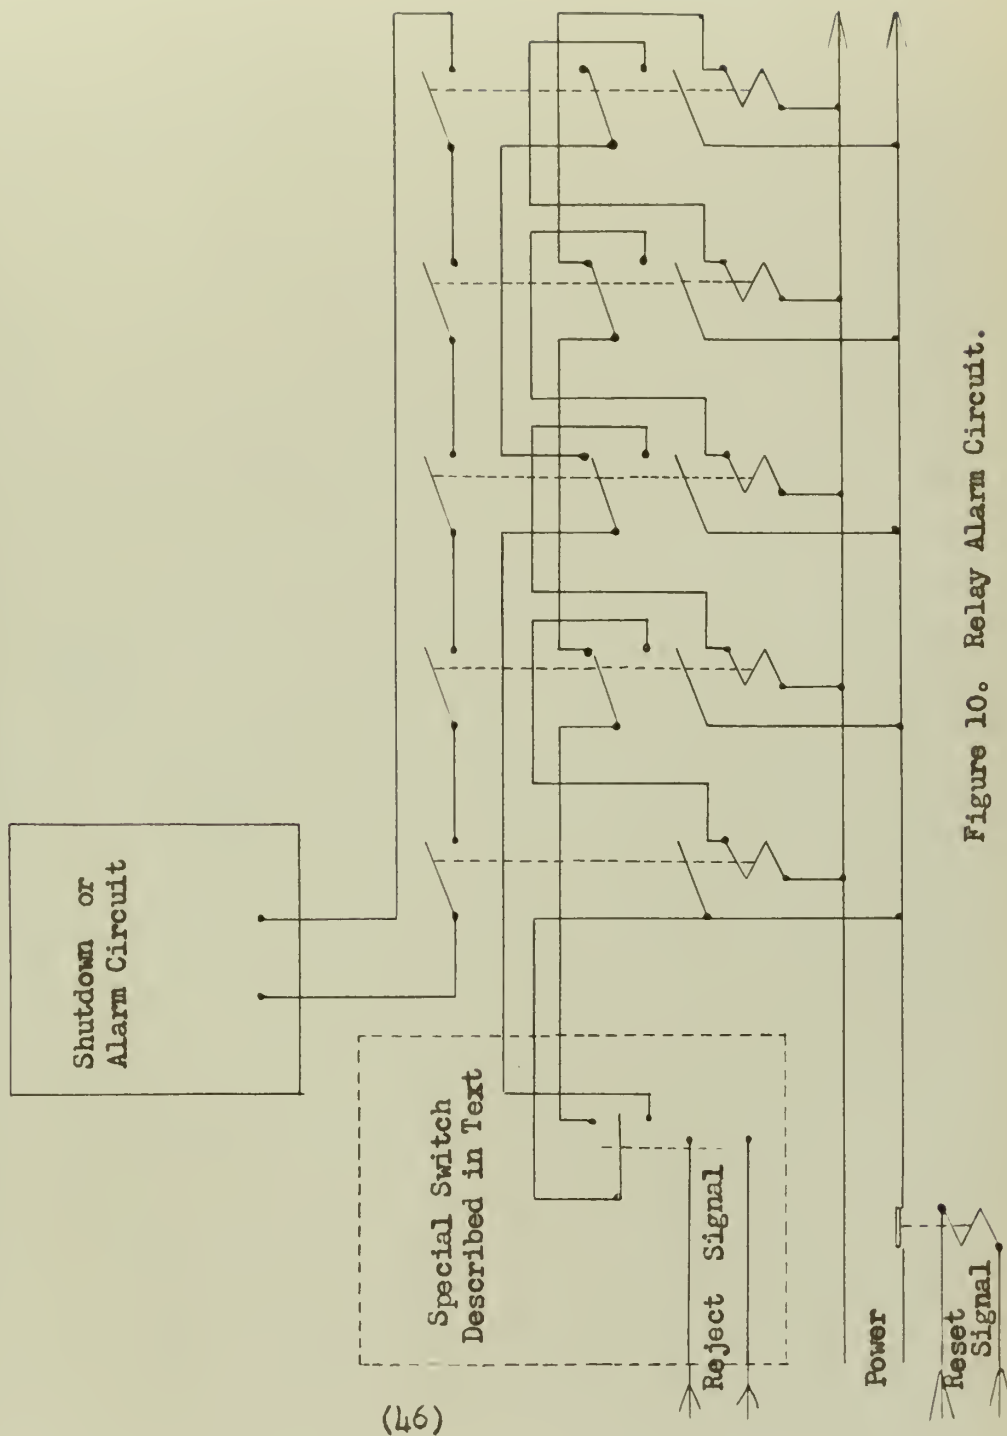 Shutdown or
Alarm Circuit
Special Switch
Described in Text
Reject Signal
Power
Reset
Signal
Figure 10. Relay Alarm Circuit.
(46)